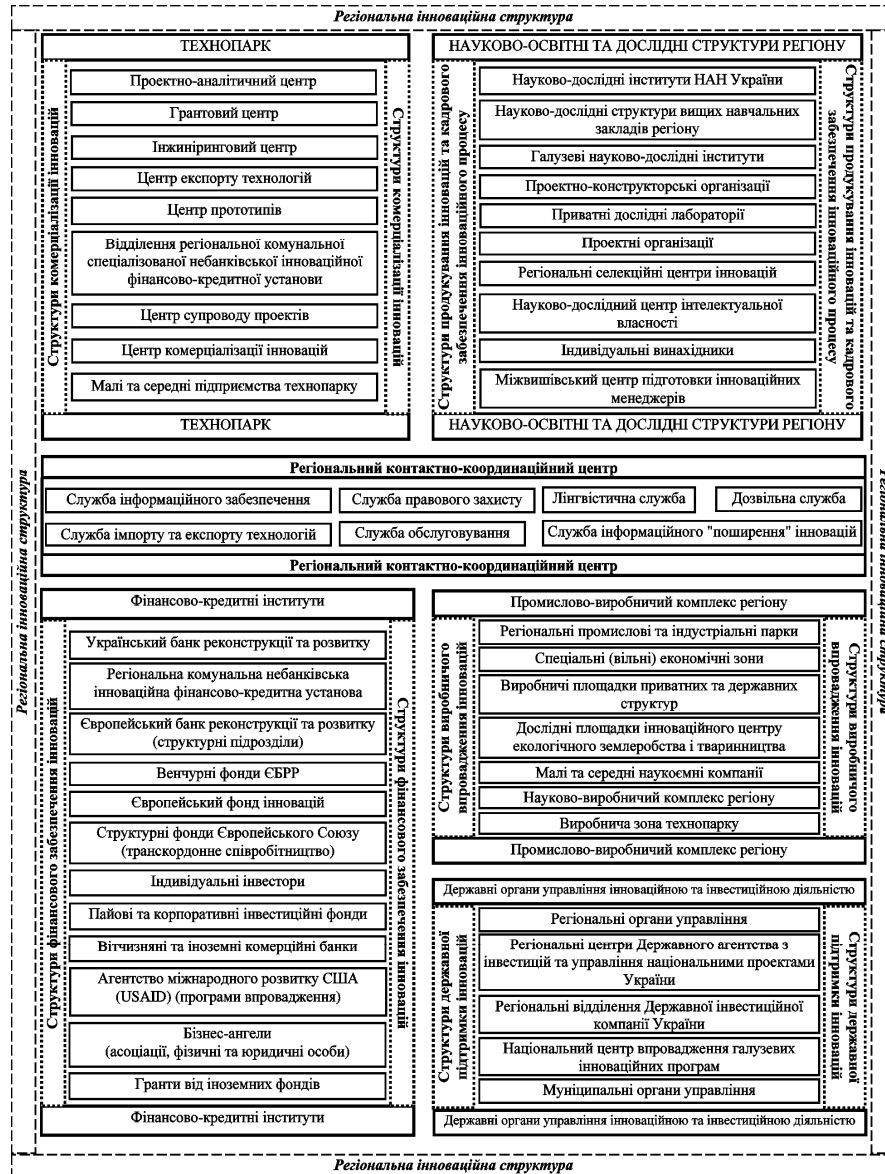 Регіональна інноваційна структура
Регіональна інноваційна структура
ТЕХНОПАРК
Структури комерціалізації інновацій
Проектно-аналітичний центр
Грантовий центр
Інжиніринговий центр
Центр експорту технологій
Центр прототипів
Відділення регіональної комунальної
спеціалізованої небанківської інноваційної
фінансово-кредитної установи
Центр супроводу проектів
Центр комерціалізації інновацій
Малі та середні підприємства технопарку
Структури комерціалізації інновацій
ТЕХНОПАРК
НАУКОВО-ОСВІТНІ ТА ДОСЛІДНІ СТРУКТУРИ РЕГІОНУ
Структури продукування інновацій та кадрового
забезпечення інноваційного процесу
Науково-дослідні інститути НАН України
Науково-дослідні структури вищих навчальних
закладів регіону
Галузеві науково-дослідні інститути
Проектно-конструкторські організації
Приватні дослідні лабораторії
Проектні організації
Регіональні селекційні центри інновацій
Науково-дослідний центр інтелектуальної
власності
Індивідуальні винахідники
Міжвишівський центр підготовки інноваційних
менеджерів
Структури продукування інновацій та кадрового
забезпечення інноваційного процесу
НАУКОВО-ОСВІТНІ ТА ДОСЛІДНІ СТРУКТУРИ РЕГІОНУ
Регіональний контактно-координаційний центр
Служба інформаційного забезпечення
Служба правового захисту
Лінгвістична служба
Дозвільна служба
Служба імпорту та експорту технологій
Служба обслуговування
Служба інформаційного "поширення" інновацій
Регіональний контактно-координаційний центр
Фінансово-кредитні інститути
Структури фінансового забезпечення інновацій
Український банк реконструкції та розвитку
Регіональна комунальна небанківська
інноваційна фінансово-кредитна установа
Європейський банк реконструкції та розвитку
(структурні підрозділи)
Венчурні фонди ЄБРР
Європейський фонд інновацій
Структурні фонди Європейського Союзу
(транскордонне співробітництво)
Індивідуальні інвестори
Пайові та корпоративні інвестиційні фонди
Вітчизняні та іноземні комерційні банки
Агентство міжнародного розвитку США
(USAID) (програми впровадження)
Бізнес-ангели
(асоціації, фізичні та юридичні особи)
Гранти від іноземних фондів
Структури фінансового забезпечення інновацій
Фінансово-кредитні інститути
Промислово-виробничий комплекс регіону
Структури виробничого
впровадження інновацій
Регіональні промислові та індустріальні парки
Спеціальні (вільні) економічні зони
Виробничі площадки приватних та державних
структур
Дослідні площадки інноваційного центру
екологічного землеробства і тваринництва
Малі та середні наукоємні компанії
Науково-виробничий комплекс регіону
Виробнича зона технопарку
Структури виробничого
впровадження інновацій
Промислово-виробничий комплекс регіону
Державні органи управління інноваційною та інвестиційною діяльністю
Структури державної
підтримки інновацій
Регіональні органи управління
Регіональні центри Державного агентства з
інвестицій та управління національними проектами
України
Регіональні відділення Державної інвестиційної
компанії України
Національний центр впровадження галузевих
інноваційних програм
Муніципальні органи управління
Структури державної
підтримки інновацій
Державні органи управління інноваційною та інвестиційною діяльністю
Регіональна інноваційна структура
Регіональна інноваційна структура